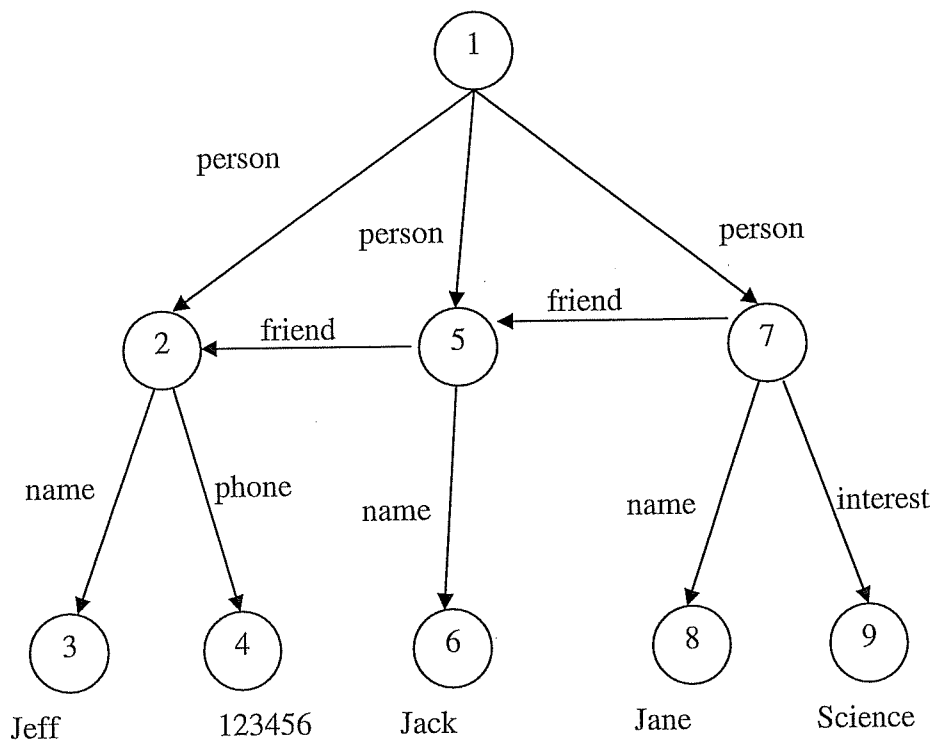 1
person
person
person
friend
friend
2
5
7
name
phone
name
name
interest
3
4
6
8
9
Jeff
123456
Jack
Jane
Science